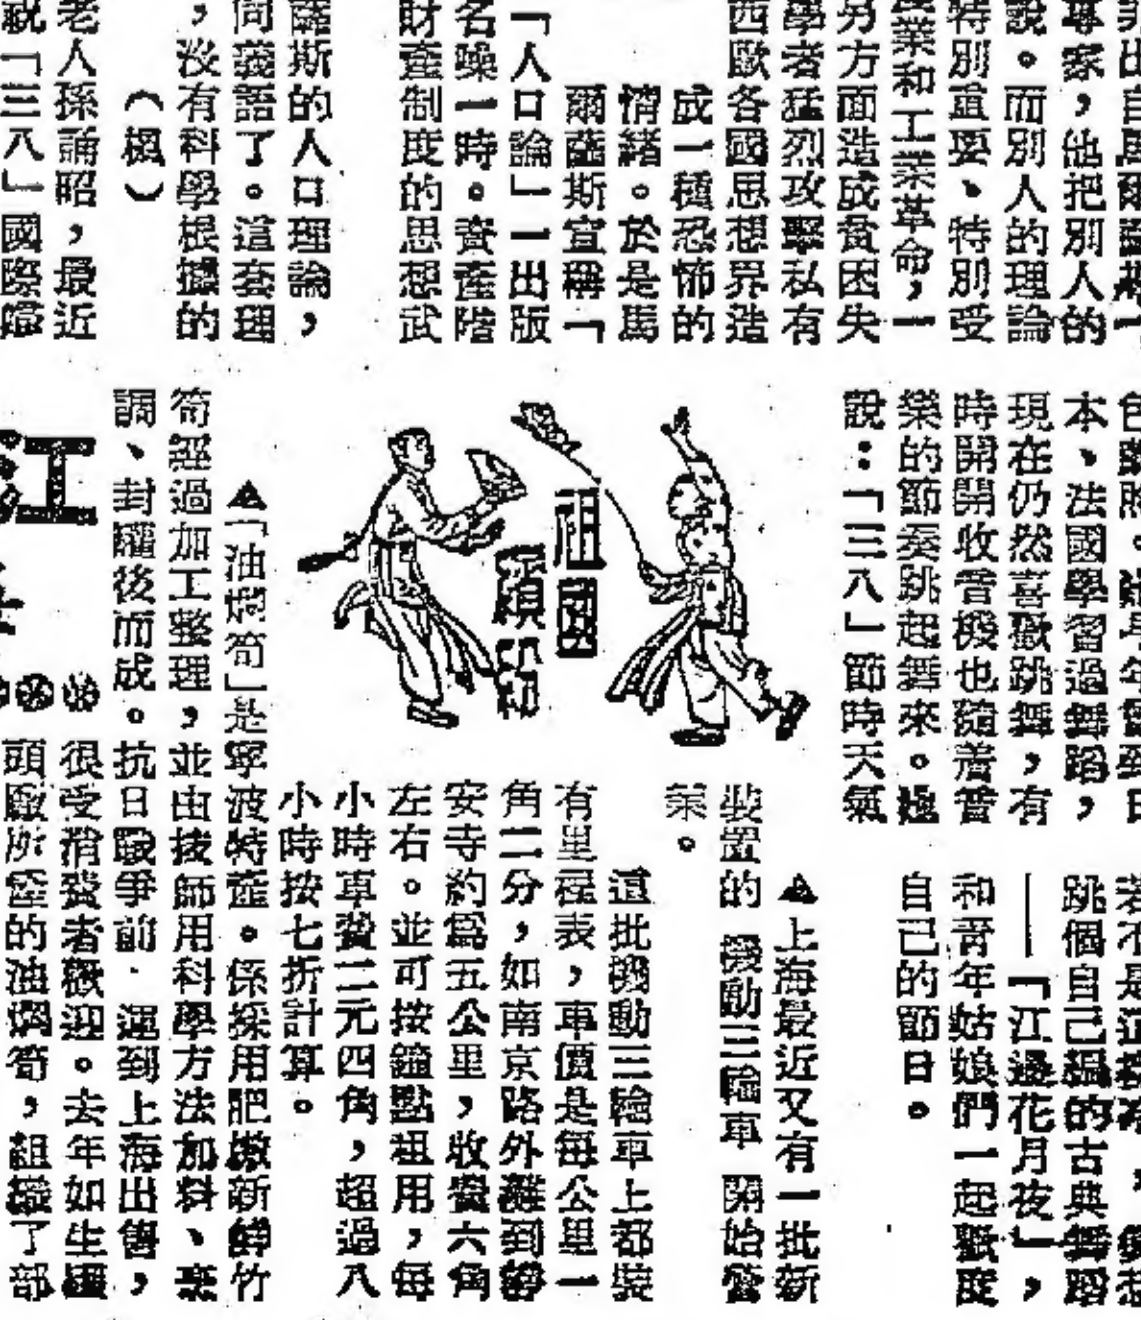 專家，他把別人的
說。而別人的理論
特別重要、特別受
業和工業革命，一
另方面造成貧困失
學者猛烈攻擊私有
西歐各國思想界造
成一種恐怖的
情緒。於是馬
爾薩斯宣稱「
「人口論」一出版
名噪一時。資產階
財產制度的思想武
薩斯的人口理論，
同義語了。這套理
，沒有科學根據的
（楓）
老人孫誦昭，最近
說「三八」國際婦
本、法國學習過舞蹈，
現在仍然喜歡跳舞，有
時開開收音機也隨着音
樂的節奏跳起舞來。她
說：「三八」節時天氣
若不是這樣冷，
跳個自己編的古典舞蹈
——「江邊花月夜」，
和青年姑娘們一起歡度
自己的節日。
祖國
▲上海最近又有一批新
裝置的 機動三輪車 開始營
業。
這批機動三輪車上都裝
有里程表，車價是每公里一
角二分，如南京路外灘到靜
安寺約爲五公里，收費六角
左右。並可按鐘點租用，每
小時車費二元四角，超過八
小時按七折計算。
▲「油燜筍」是寧波特產。係採用肥嫩新鮮竹
筍經過加工整理，並由技師用科學方法加料、烹
調、封罐後而成。抗日戰爭前．運到上海出售，
很受消費者歡迎。去年如生罐
頭廠所產的油燜筍，組織了部
江